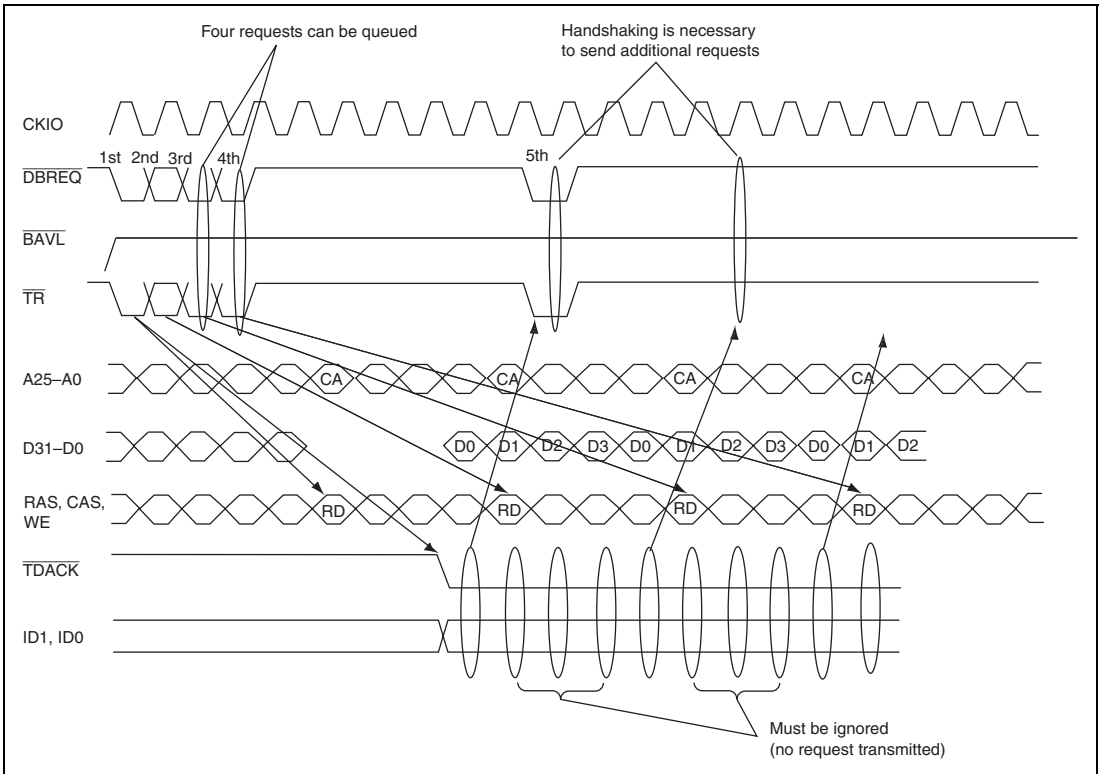 Four requests can be queued
Handshaking is necessary
to send additional requests
CKIO
1st 2nd 3rd 4th 5th
DBREQ
BAVL
TR
A25–A0 CA CA CA CA
D31–D0 D0 D1 D2 D3 D0 D1 D2 D3 D0 D1 D2
RAS, CAS,
WE
RD RD RD RD
TDACK
ID1, ID0
Must be ignored
(no request transmitted)